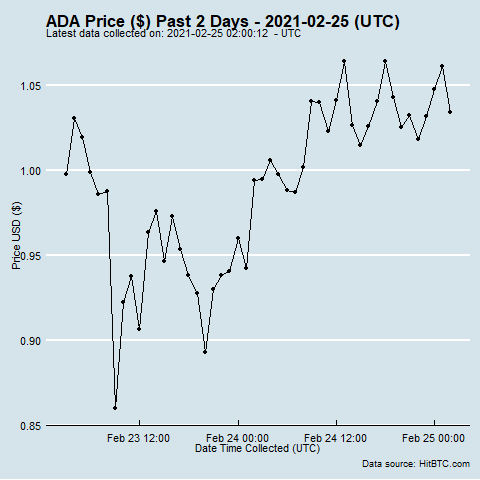 ADA Price ($) Past 2 Days - 2021-02-25 (UTC)
Latest data collected on: 2021-02-25 02:00:12 - UTC
1.05
1.00
0.95
0.90
0.85
Price USD ($)
Feb 23 12:00 Feb 24 00:00 Feb 24 12:00 Feb 25 00:00
Date Time Collected (UTC)
Data source: HitBTC.com